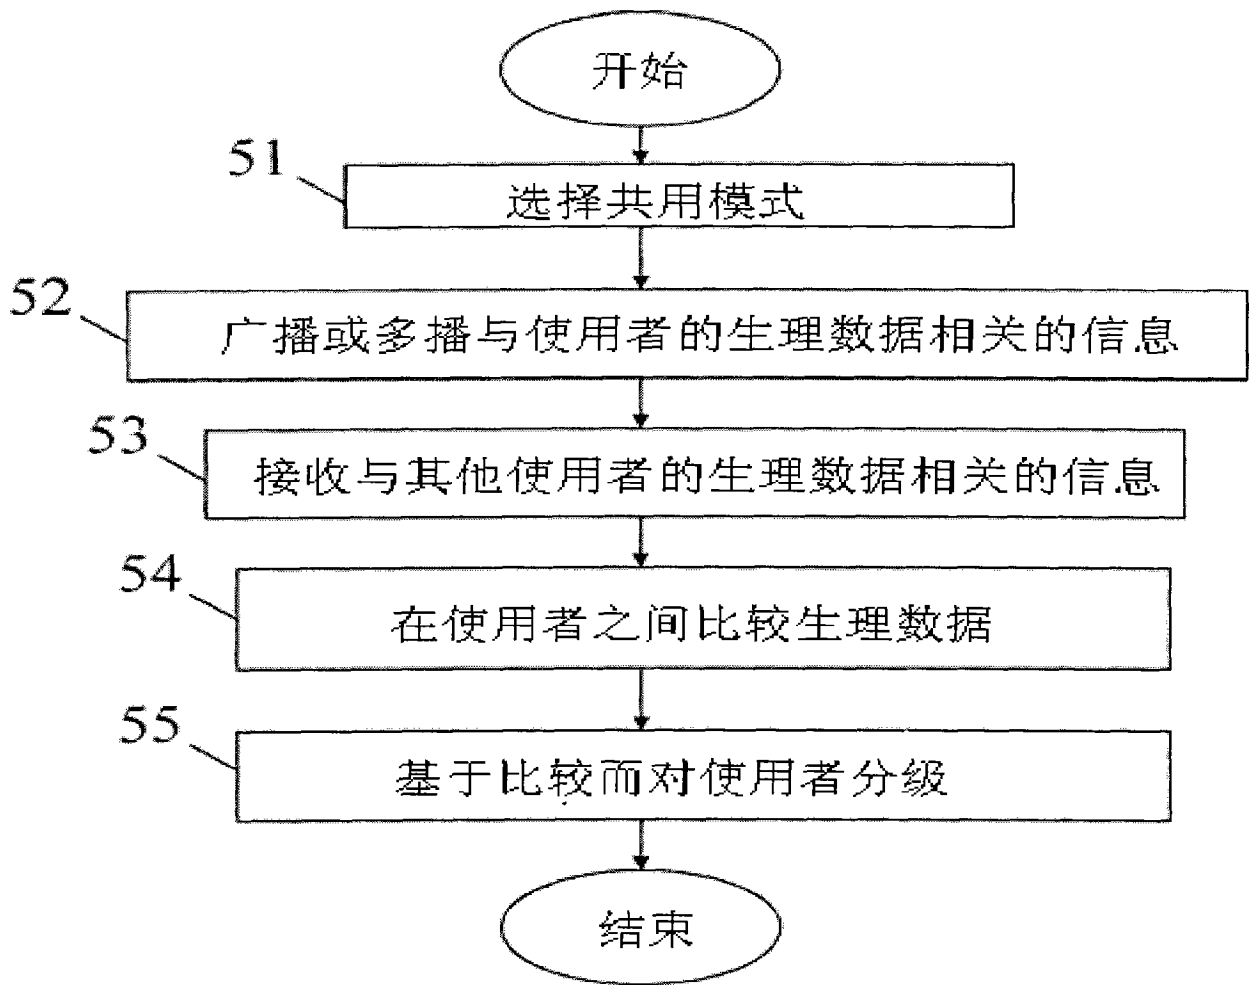 开始
51
选择共用模式
52
广播或多播与使用者的生理数据相关的信息
53
接收与其他使用者的生理数据相关的信息
54
在使用者之间比较生理数据
55
基于比较而对使用者分级
结束